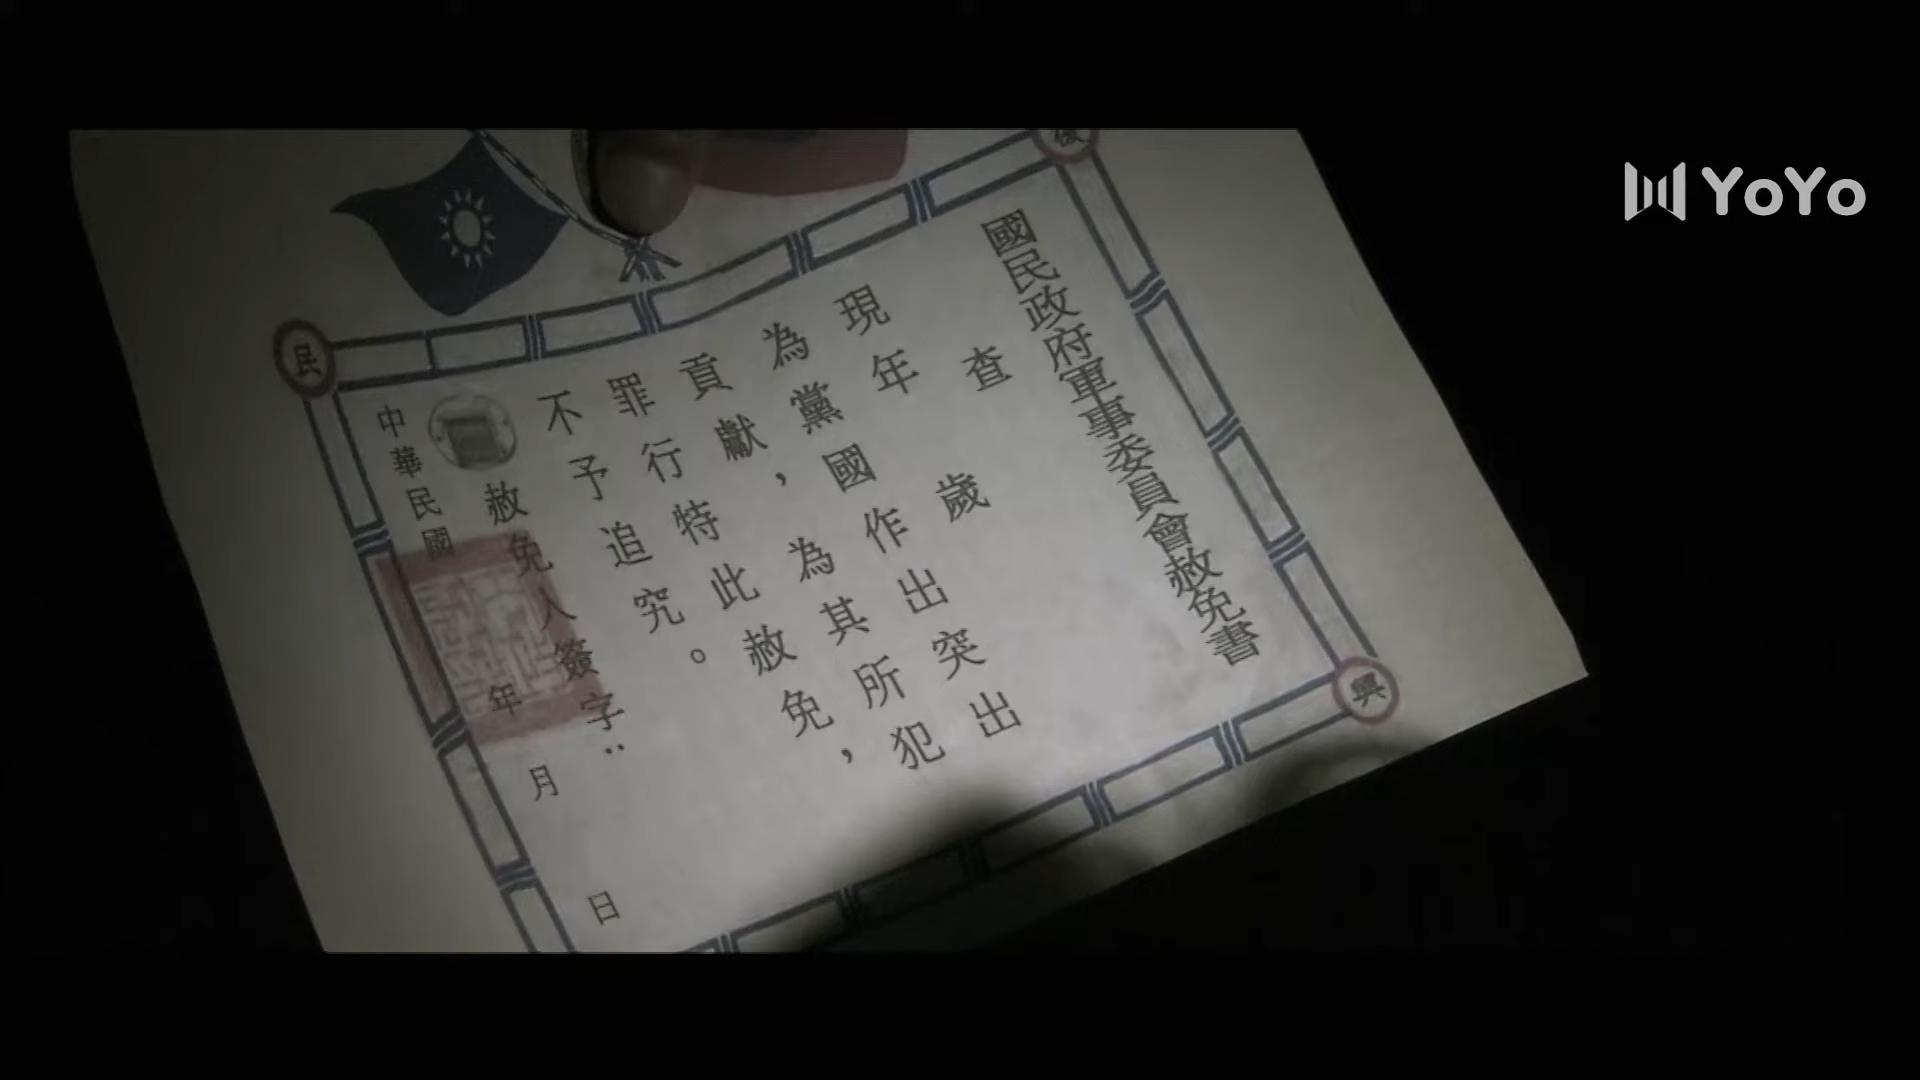 國民政府軍事委員會赦免書
查
現年 歲
為黨國作出突出
貢獻，為其所犯
罪行特此赦免，
不予追究。
赦免人簽字：
中華民國 年 月 日
復
興
民
YoYo